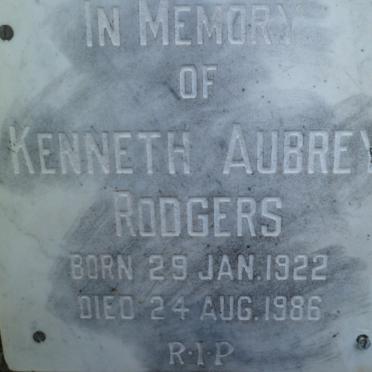 IN MEMORY
OF
KENNETH AUBREY
RODGERS
BORN 29 JAN.1922
DIED 24 AUG.1986
R·I·P